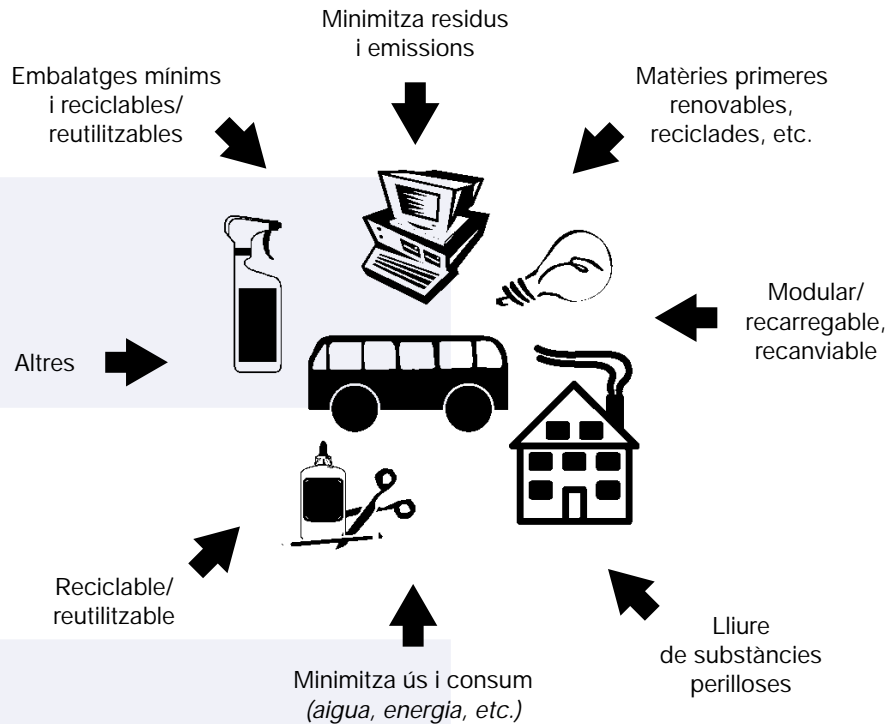 Minimitza residus
i emissions
Embalatges mínims
i reciclables/
reutilitzables
Matèries primeres
renovables,
reciclades, etc.
Modular/
recarregable,
recanviable
Altres
Reciclable/
reutilitzable
Lliure
de substàncies
perilloses
Minimitza ús i consum
(aigua, energia, etc.)